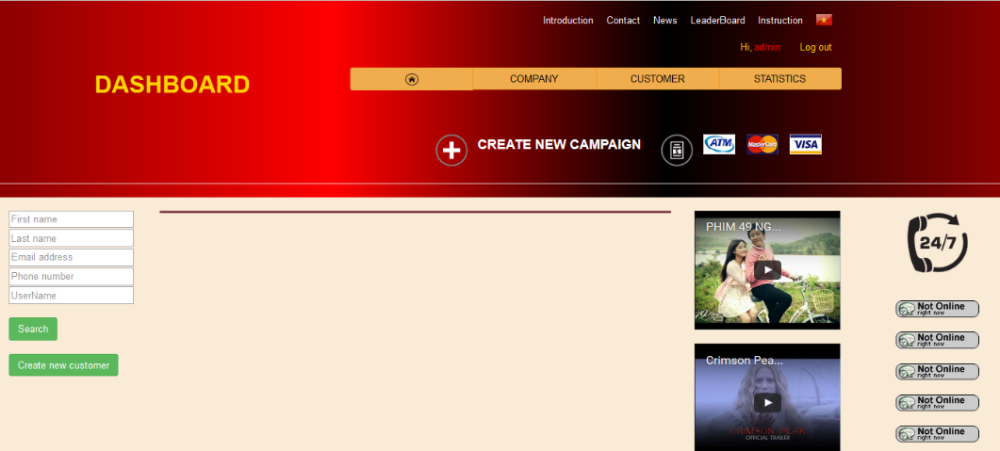 Introduction Contact News LeaderBoard Instruction
Hi, admin Log out
DASHBOARD
COMPANY CUSTOMER STATISTICS
CREATE NEW CAMPAIGN
ATM MasterCard VISA
First name
Last name
Email address
Phone number
UserName
Search
Create new customer
PHIM 49 NG...
Crimson Pea...
CRIMSON PEAK
OFFICIAL TRAILER
24/7
Not Online
right now
Not Online
right now
Not Online
right now
Not Online
right now
Not Online
right now